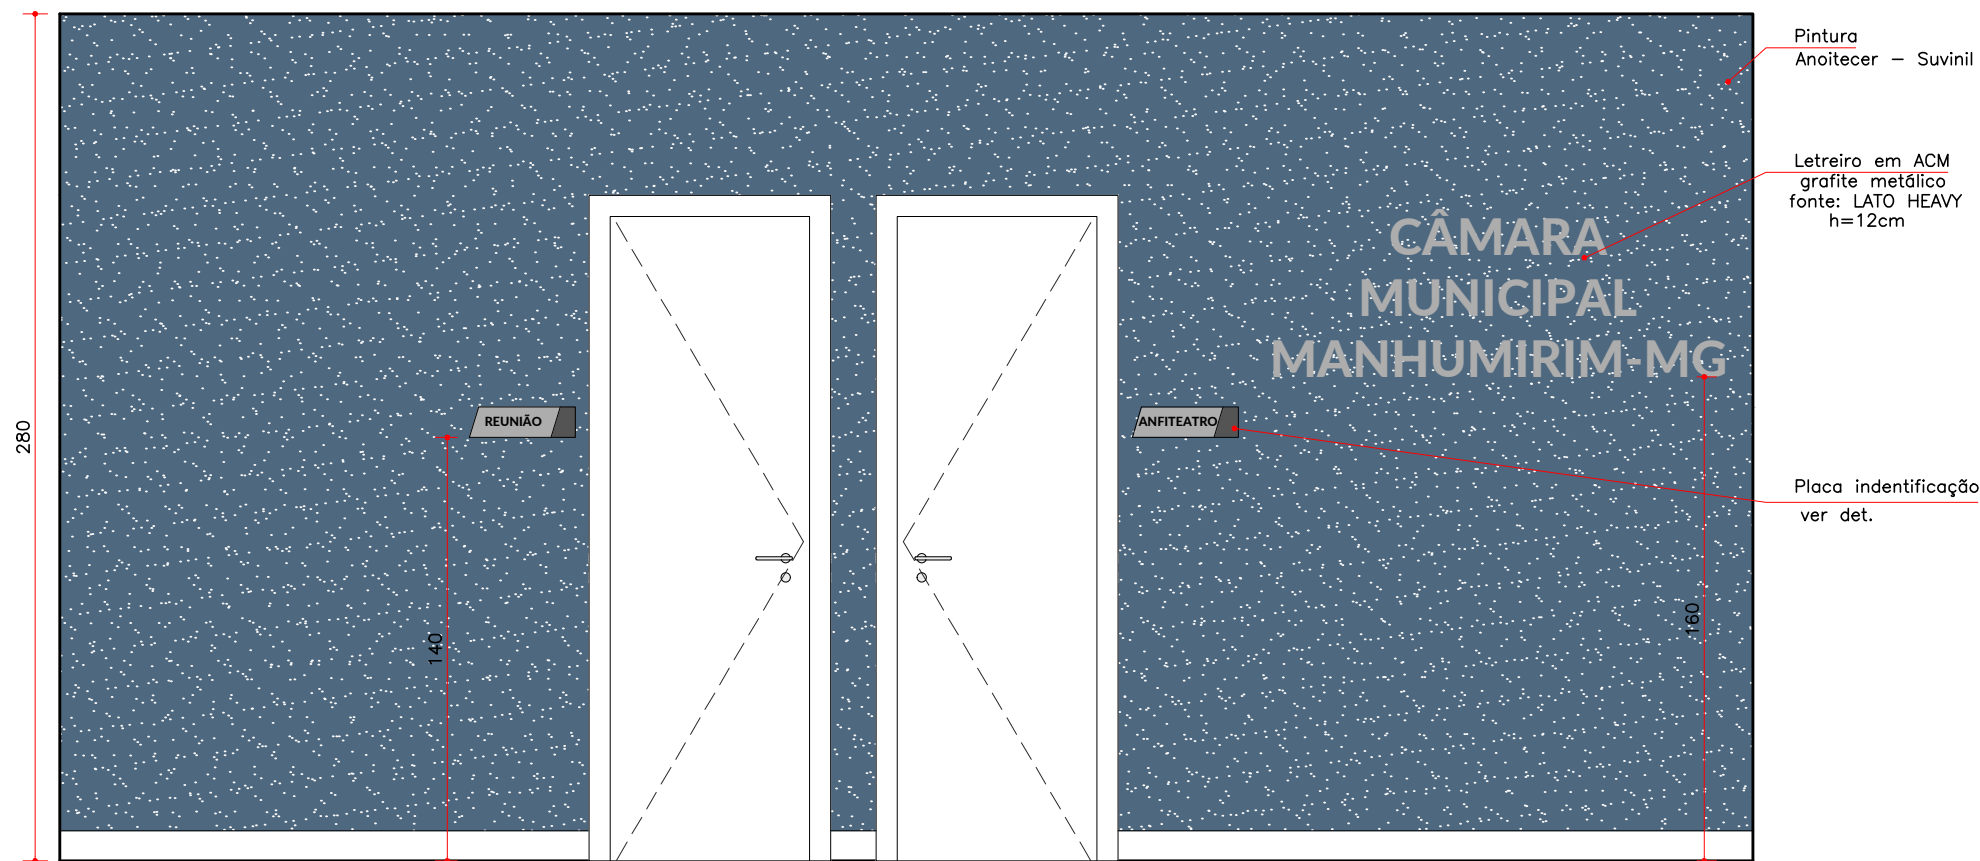 Pintura
Anoitecer - Suvinil
Letreiro em ACM
grafite metálico
fonte: LATO HEAVY
h=12cm
CÂMARA
MUNICIPAL
MANHUMIRIM-MG
REUNIÃO
ANFITEATRO
280
140
160
Placa indentificação
ver det.